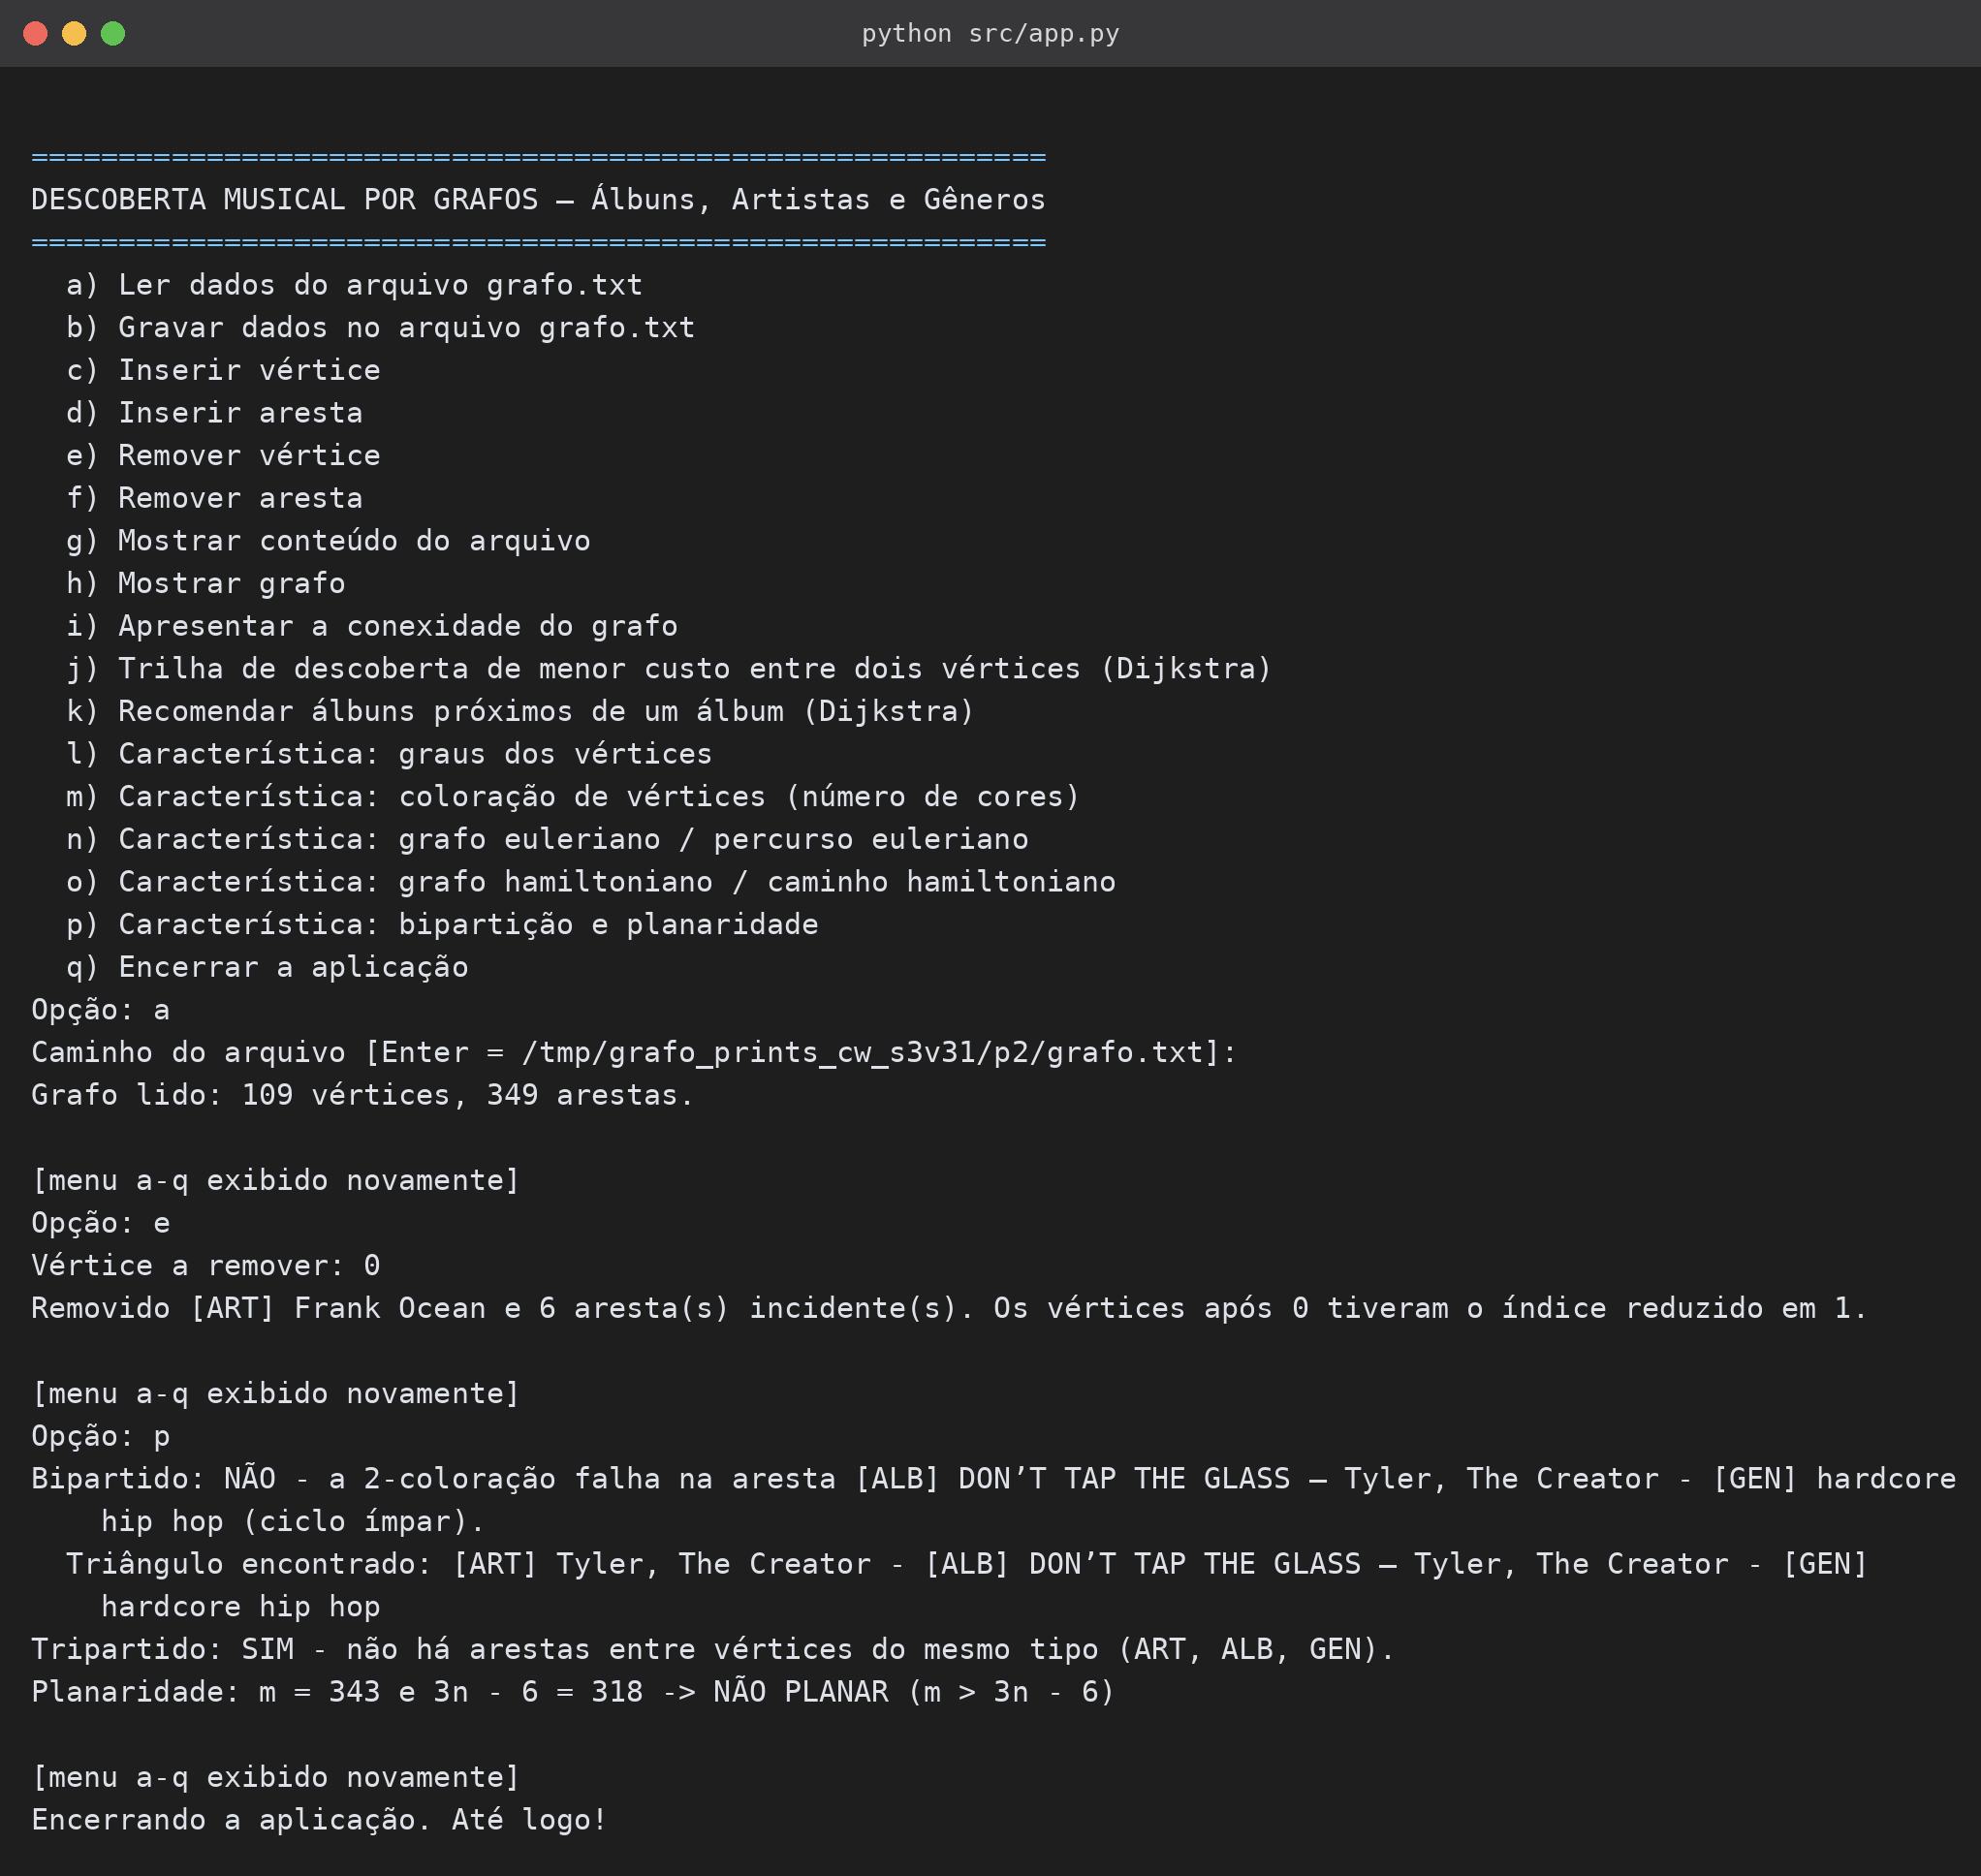 python src/app.py
==========================================================
DESCOBERTA MUSICAL POR GRAFOS — Álbuns, Artistas e Gêneros
==========================================================
  a) Ler dados do arquivo grafo.txt
  b) Gravar dados no arquivo grafo.txt
  c) Inserir vértice
  d) Inserir aresta
  e) Remover vértice
  f) Remover aresta
  g) Mostrar conteúdo do arquivo
  h) Mostrar grafo
  i) Apresentar a conexidade do grafo
  j) Trilha de descoberta de menor custo entre dois vértices (Dijkstra)
  k) Recomendar álbuns próximos de um álbum (Dijkstra)
  l) Característica: graus dos vértices
  m) Característica: coloração de vértices (número de cores)
  n) Característica: grafo euleriano / percurso euleriano
  o) Característica: grafo hamiltoniano / caminho hamiltoniano
  p) Característica: bipartição e planaridade
  q) Encerrar a aplicação
Opção: a
Caminho do arquivo [Enter = /tmp/grafo_prints_cw_s3v31/p2/grafo.txt]:
Grafo lido: 109 vértices, 349 arestas.
[menu a-q exibido novamente]
Opção: e
Vértice a remover: 0
Removido [ART] Frank Ocean e 6 aresta(s) incidente(s). Os vértices após 0 tiveram o índice reduzido em 1.
[menu a-q exibido novamente]
Opção: p
Bipartido: NÃO - a 2-coloração falha na aresta [ALB] DON’T TAP THE GLASS — Tyler, The Creator - [GEN] hardcore
    hip hop (ciclo ímpar).
  Triângulo encontrado: [ART] Tyler, The Creator - [ALB] DON’T TAP THE GLASS — Tyler, The Creator - [GEN]
    hardcore hip hop
Tripartido: SIM - não há arestas entre vértices do mesmo tipo (ART, ALB, GEN).
Planaridade: m = 343 e 3n - 6 = 318 -> NÃO PLANAR (m > 3n - 6)
[menu a-q exibido novamente]
Encerrando a aplicação. Até logo!